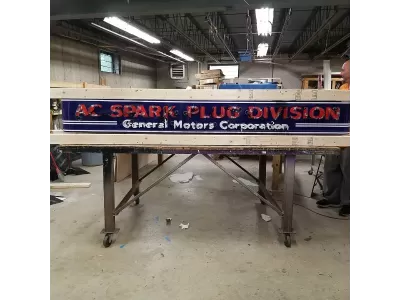 AC SPARK PLUG DIVISION
General Motors Corporation